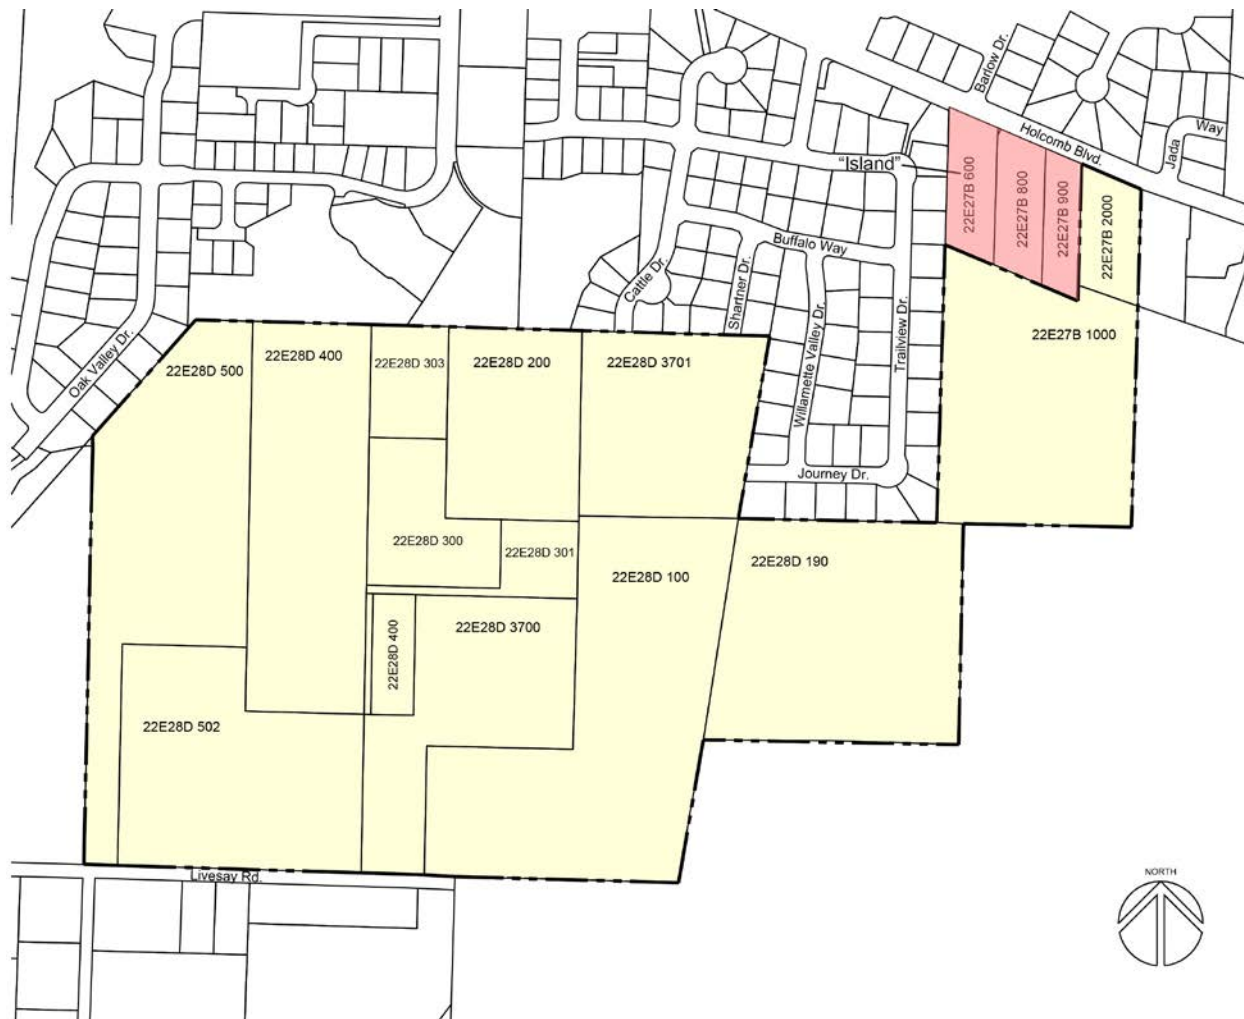 Barlow Dr.
Holcomb Blvd.
Way
Jada
"Island"
22E27B 600
22E27B 800
22E27B 900
22E27B 2000
Buffalo Way
Cattle Dr.
Shartner Dr.
Willamette Valley Dr.
Trailview Dr.
22E27B 1000
Oak Valley Dr.
22E28D 500
22E28D 400
22E28D 303
22E28D 200
22E28D 3701
Journey Dr.
22E28D 300
22E28D 301
22E28D 100
22E28D 190
22E28D 400
22E28D 3700
22E28D 502
Livesay Rd.
NORTH